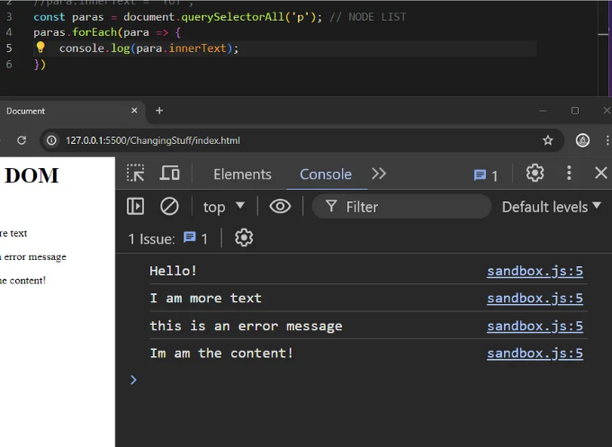 2 //para.innerText = 'Yo!';
3 const paras = document.querySelectorAll('p'); // NODE LIST
4 paras.forEach(para => {
5 console.log(para.innerText);
6 })
Document
127.0.0.1:5500/ChangingStuff/index.html
DOM
re text
error message
e content!
Elements Console 1
top Filter Default levels
1 Issue: 1
Hello! sandbox.js:5
I am more text sandbox.js:5
this is an error message sandbox.js:5
Im am the content! sandbox.js:5